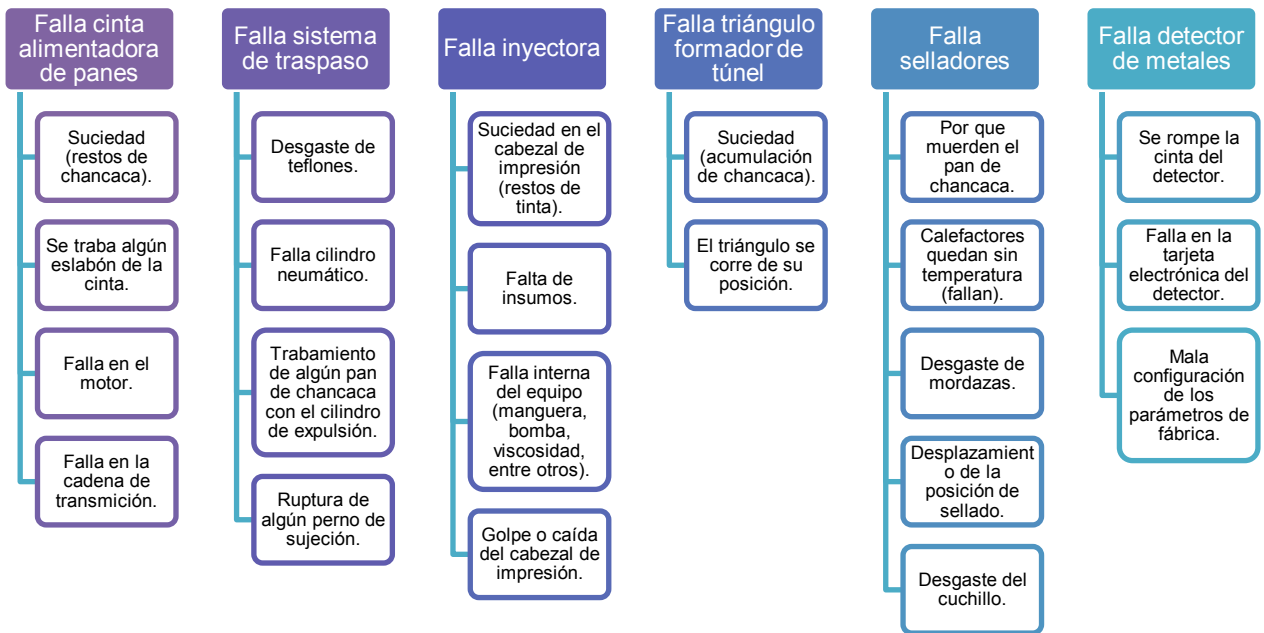 Falla cinta
alimentadora
de panes
Suciedad
(restos de
chancaca).
Se traba algún
eslabón de la
cinta.
Falla en el
motor.
Falla en la
cadena de
transmición.
Falla sistema
de traspaso
Desgaste de
teflones.
Falla cilindro
neumático.
Trabamiento
de algún pan
de chancaca
con el cilindro
de expulsión.
Ruptura de
algún perno de
sujeción.
Falla inyectora
Suciedad en el
cabezal de
impresión
(restos de
tinta).
Falta de
insumos.
Falla interna
del equipo
(manguera,
bomba,
viscosidad,
entre otros).
Golpe o caída
del cabezal de
impresión.
Falla triángulo
formador de
túnel
Suciedad
(acumulación
de chancaca).
El triángulo se
corre de su
posición.
Falla
selladores
Por que
muerden el
pan de
chancaca.
Calefactores
quedan sin
temperatura
(fallan).
Desgaste de
mordazas.
Desplazamient
o de la
posición de
sellado.
Desgaste del
cuchillo.
Falla detector
de metales
Se rompe la
cinta del
detector.
Falla en la
tarjeta
electrónica del
detector.
Mala
configuración
de los
parámetros de
fábrica.